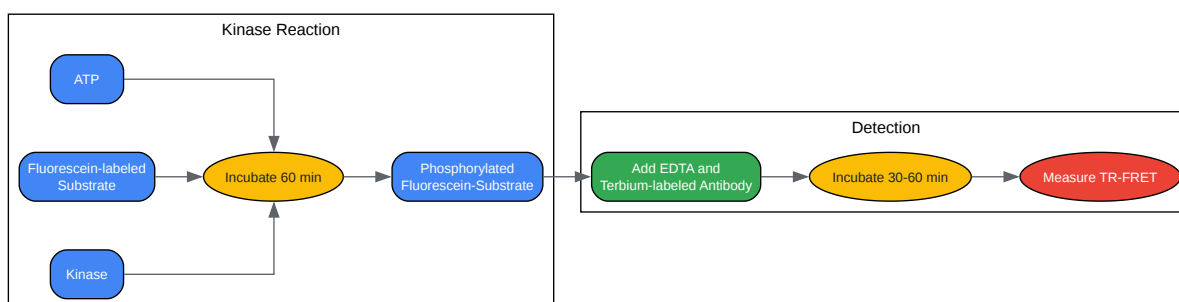 Kinase Reaction
ATP
Fluorescein-labeled
Substrate
Incubate 60 min
Phosphorylated
Fluorescein-Substrate
Kinase
Detection
Add EDTA and
Terbium-labeled Antibody
Incubate 30-60 min
Measure TR-FRET